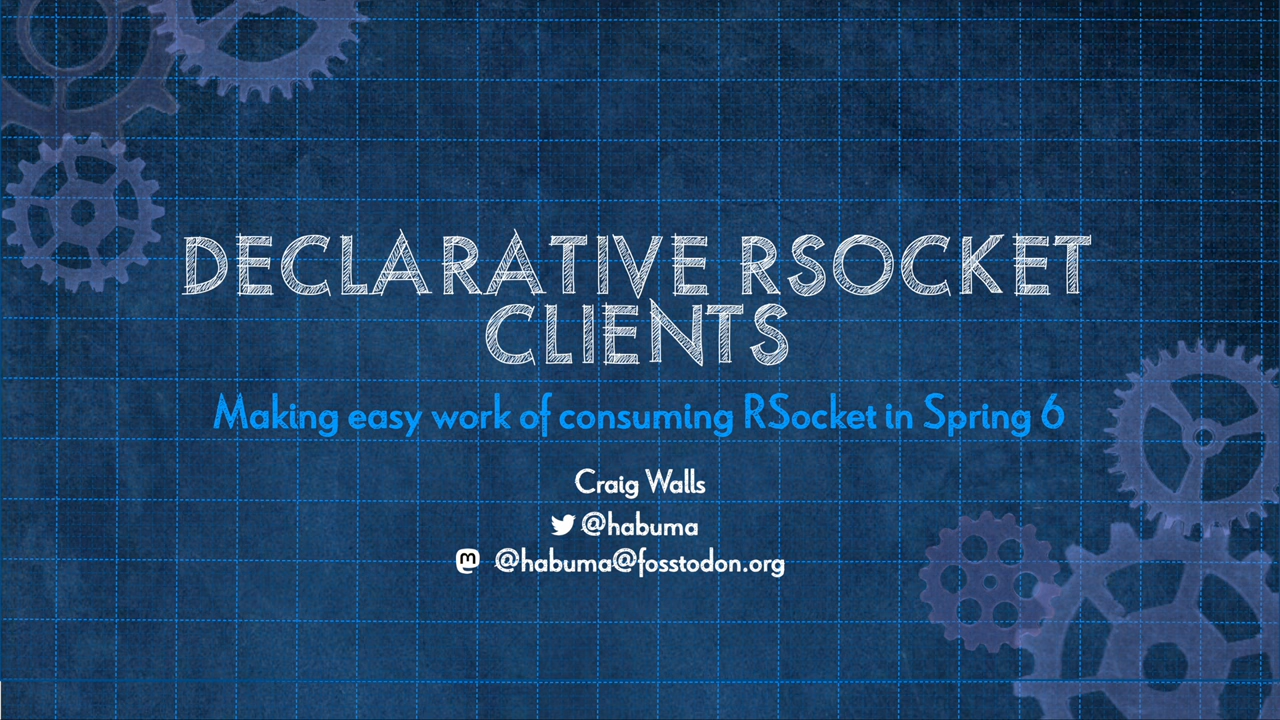 DECLARATIVE RSOCKET
CLIENTS
Making easy work of consuming RSocket in Spring 6
Craig Walls
@habuma
@habuma@fosstodon.org